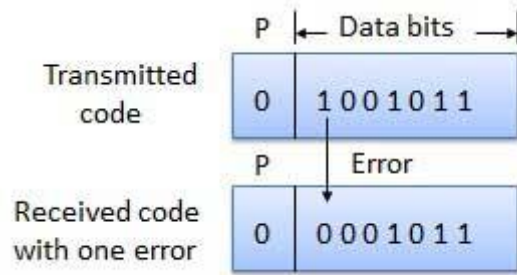 P Data bits
Transmitted code
0 1001011
P Error
Received code with one error
0 0001011